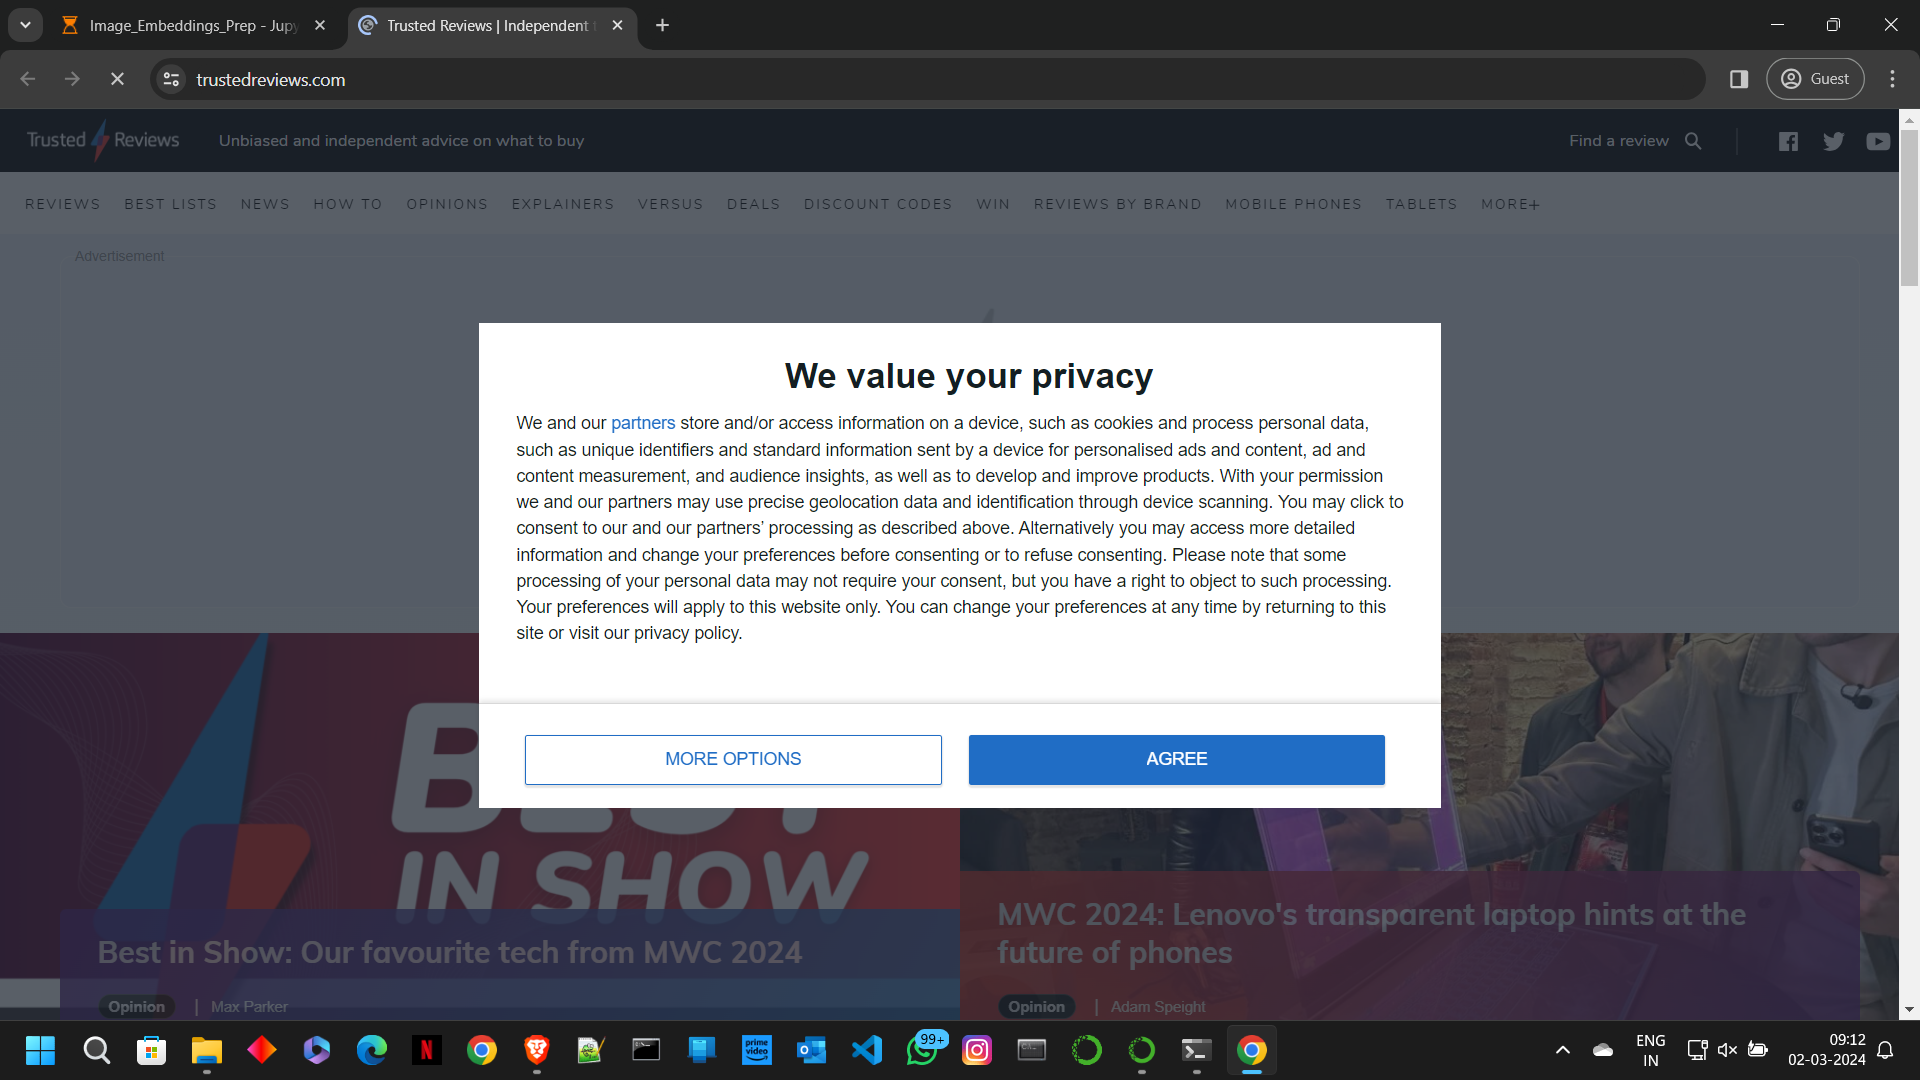 Image_Embeddings_Prep - Jupy
Trusted Reviews | Independent
trustedreviews.com
Guest
Trusted Reviews
Unbiased and independent advice on what to buy
Find a review
REVIEWS BEST LISTS NEWS HOW TO OPINIONS EXPLAINERS VERSUS DEALS DISCOUNT CODES WIN REVIEWS BY BRAND MOBILE PHONES TABLETS MORE+
Advertisement
We value your privacy
We and our partners store and/or access information on a device, such as cookies and process personal data,
such as unique identifiers and standard information sent by a device for personalised ads and content, ad and
content measurement, and audience insights, as well as to develop and improve products. With your permission
we and our partners may use precise geolocation data and identification through device scanning. You may click to
consent to our and our partners’ processing as described above. Alternatively you may access more detailed
information and change your preferences before consenting or to refuse consenting. Please note that some
processing of your personal data may not require your consent, but you have a right to object to such processing.
Your preferences will apply to this website only. You can change your preferences at any time by returning to this
site or visit our privacy policy.
MORE OPTIONS
AGREE
BEST
IN SHOW
Best in Show: Our favourite tech from MWC 2024
Opinion | Max Parker
MWC 2024: Lenovo's transparent laptop hints at the
future of phones
Opinion | Adam Speight
prime
video
99+
ENG
IN
09:12
02-03-2024